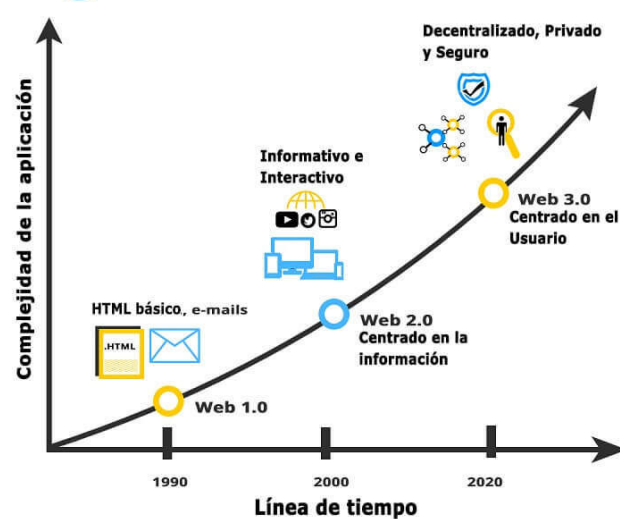 Decentralizado, Privado
y Seguro
Informativo e
Interactivo
Web 3.0
Centrado en el
Usuario
HTML básico., e-mails
.HTML
Web 2.0
Centrado en la
información
Web 1.0
Complejidad de la aplicación
1990
2000
2020
Línea de tiempo